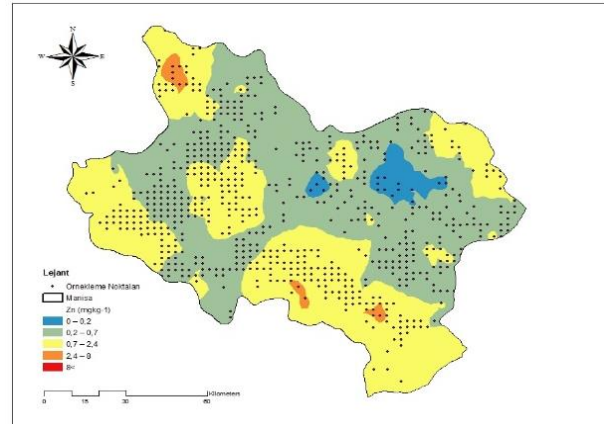 N
W E
S
Lejant
Ornekleme Noktaları
Manisa
Zn (mgkg-1)
0 – 0,2
0,2 – 0,7
0,7 – 2,4
2,4 – 8
8<
Kilometers
0 15 30 60